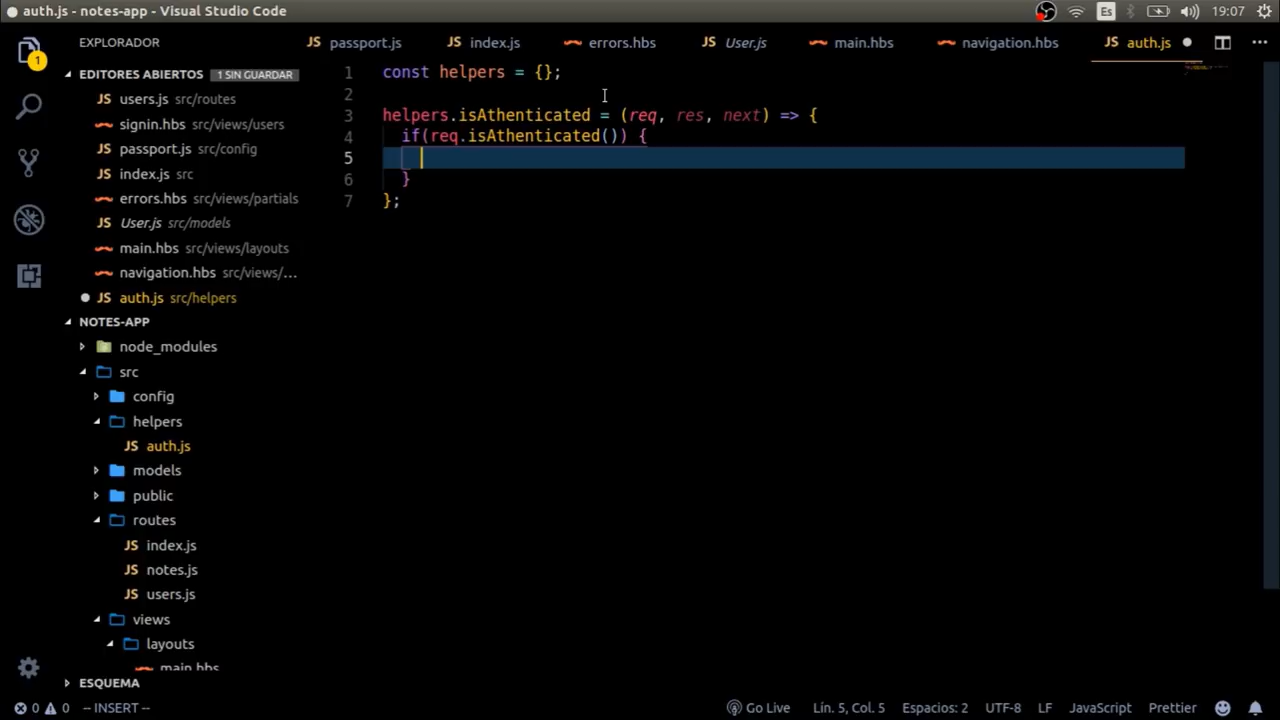 auth.js - notes-app - Visual Studio Code
Es
19:07
1
EXPLORADOR
JS passport.js
JS index.js
errors.hbs
JS User.js
main.hbs
navigation.hbs
JS auth.js
EDITORES ABIERTOS 1 SIN GUARDAR
JS users.js src/routes
signin.hbs src/views/users
JS passport.js src/config
JS index.js src
errors.hbs src/views/partials
JS User.js src/models
main.hbs src/views/layouts
navigation.hbs src/views/...
JS auth.js src/helpers
NOTES-APP
node_modules
src
config
helpers
JS auth.js
models
public
routes
JS index.js
JS notes.js
JS users.js
views
layouts
main.hbs
ESQUEMA
1 const helpers = {};
2
3 helpers.isAthenticated = (req, res, next) => {
4 if(req.isAthenticated()) {
5
6 }
7 };
0 0 -- INSERT --
Go Live
Lín. 5, Col. 5
Espacios: 2
UTF-8
LF
JavaScript
Prettier